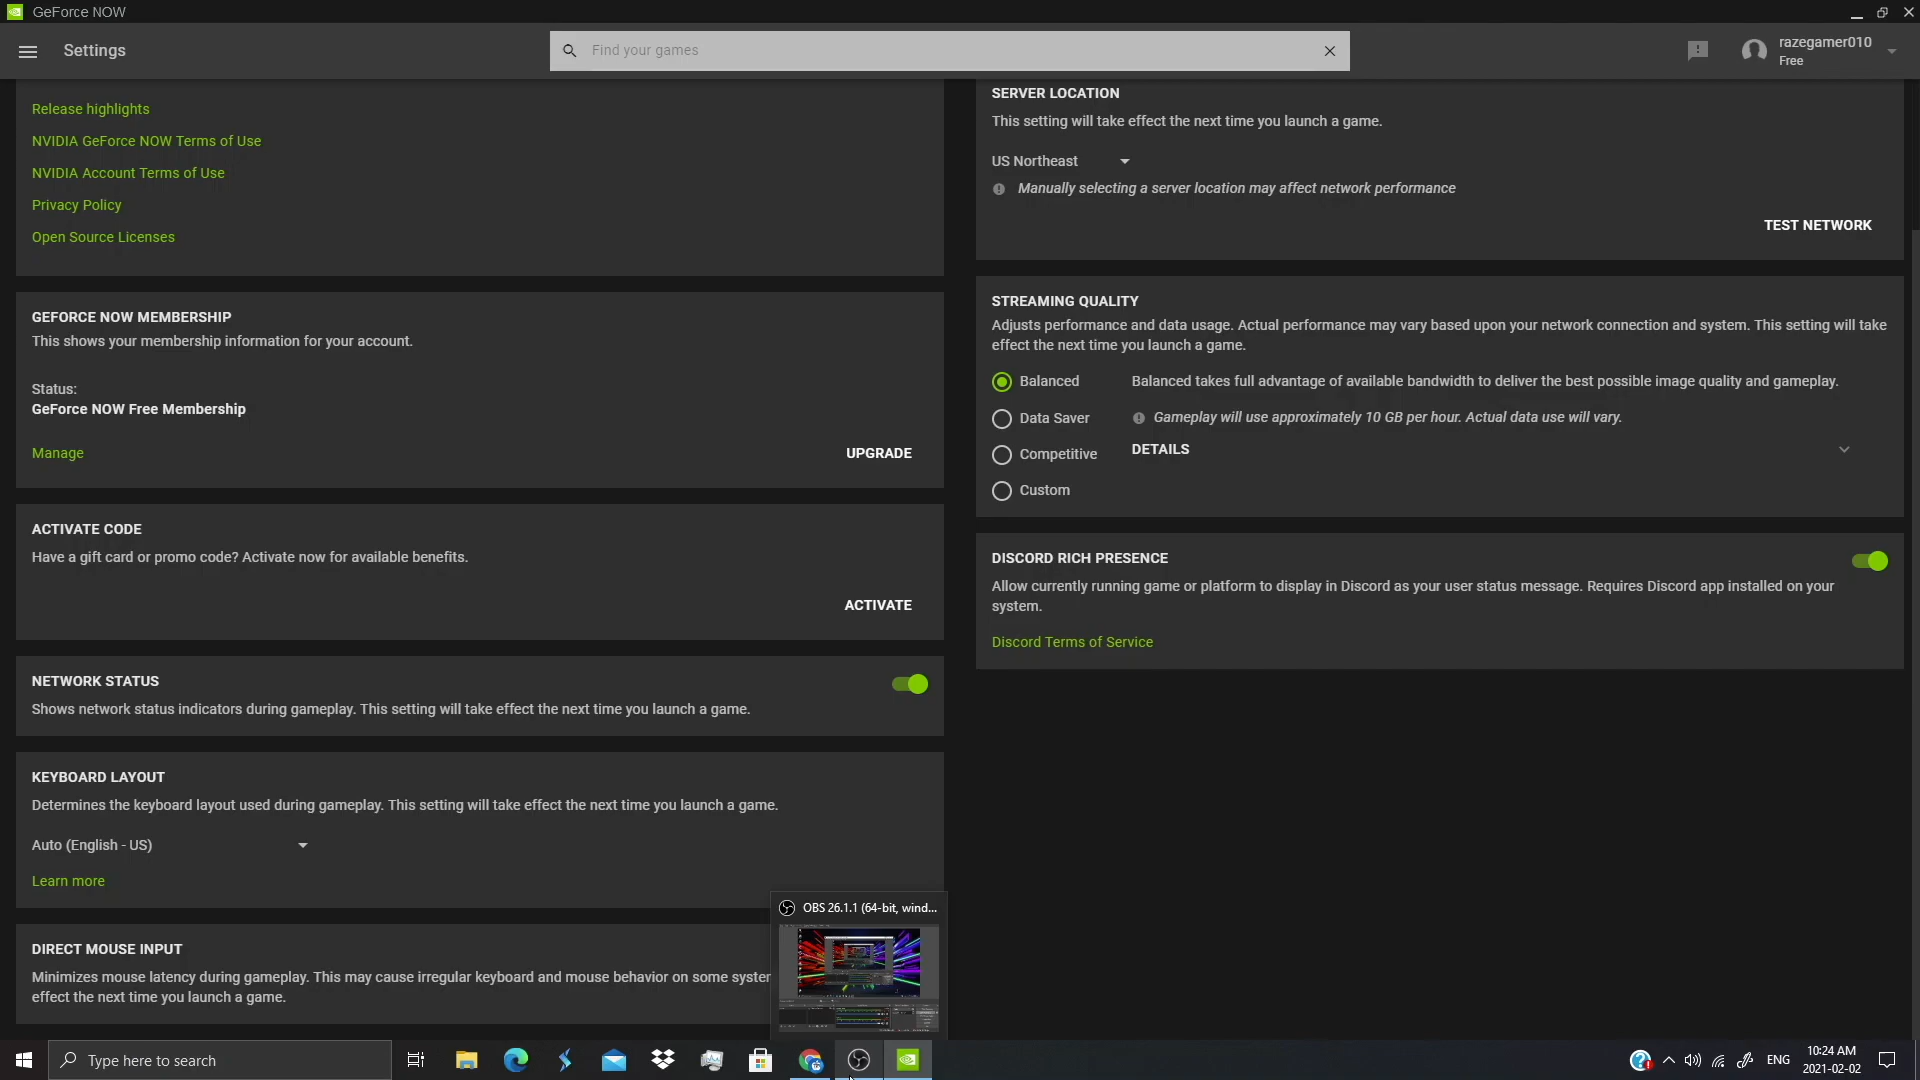 GeForce NOW
Settings
Find your games
razegamer010
Free
Release highlights
NVIDIA GeForce NOW Terms of Use
NVIDIA Account Terms of Use
Privacy Policy
Open Source Licenses
GEFORCE NOW MEMBERSHIP
This shows your membership information for your account.
Status:
GeForce NOW Free Membership
Manage
UPGRADE
ACTIVATE CODE
Have a gift card or promo code? Activate now for available benefits.
ACTIVATE
NETWORK STATUS
Shows network status indicators during gameplay. This setting will take effect the next time you launch a game.
KEYBOARD LAYOUT
Determines the keyboard layout used during gameplay. This setting will take effect the next time you launch a game.
Auto (English - US)
Learn more
DIRECT MOUSE INPUT
Minimizes mouse latency during gameplay. This may cause irregular keyboard and mouse behavior on some syster
effect the next time you launch a game.
SERVER LOCATION
This setting will take effect the next time you launch a game.
US Northeast
Manually selecting a server location may affect network performance
TEST NETWORK
STREAMING QUALITY
Adjusts performance and data usage. Actual performance may vary based upon your network connection and system. This setting will take
effect the next time you launch a game.
Balanced
Balanced takes full advantage of available bandwidth to deliver the best possible image quality and gameplay.
Data Saver
Gameplay will use approximately 10 GB per hour. Actual data use will vary.
Competitive
DETAILS
Custom
DISCORD RICH PRESENCE
Allow currently running game or platform to display in Discord as your user status message. Requires Discord app installed on your
system.
Discord Terms of Service
OBS 26.1.1 (64-bit, wind...
Type here to search
ENG
10:24 AM
2021-02-02